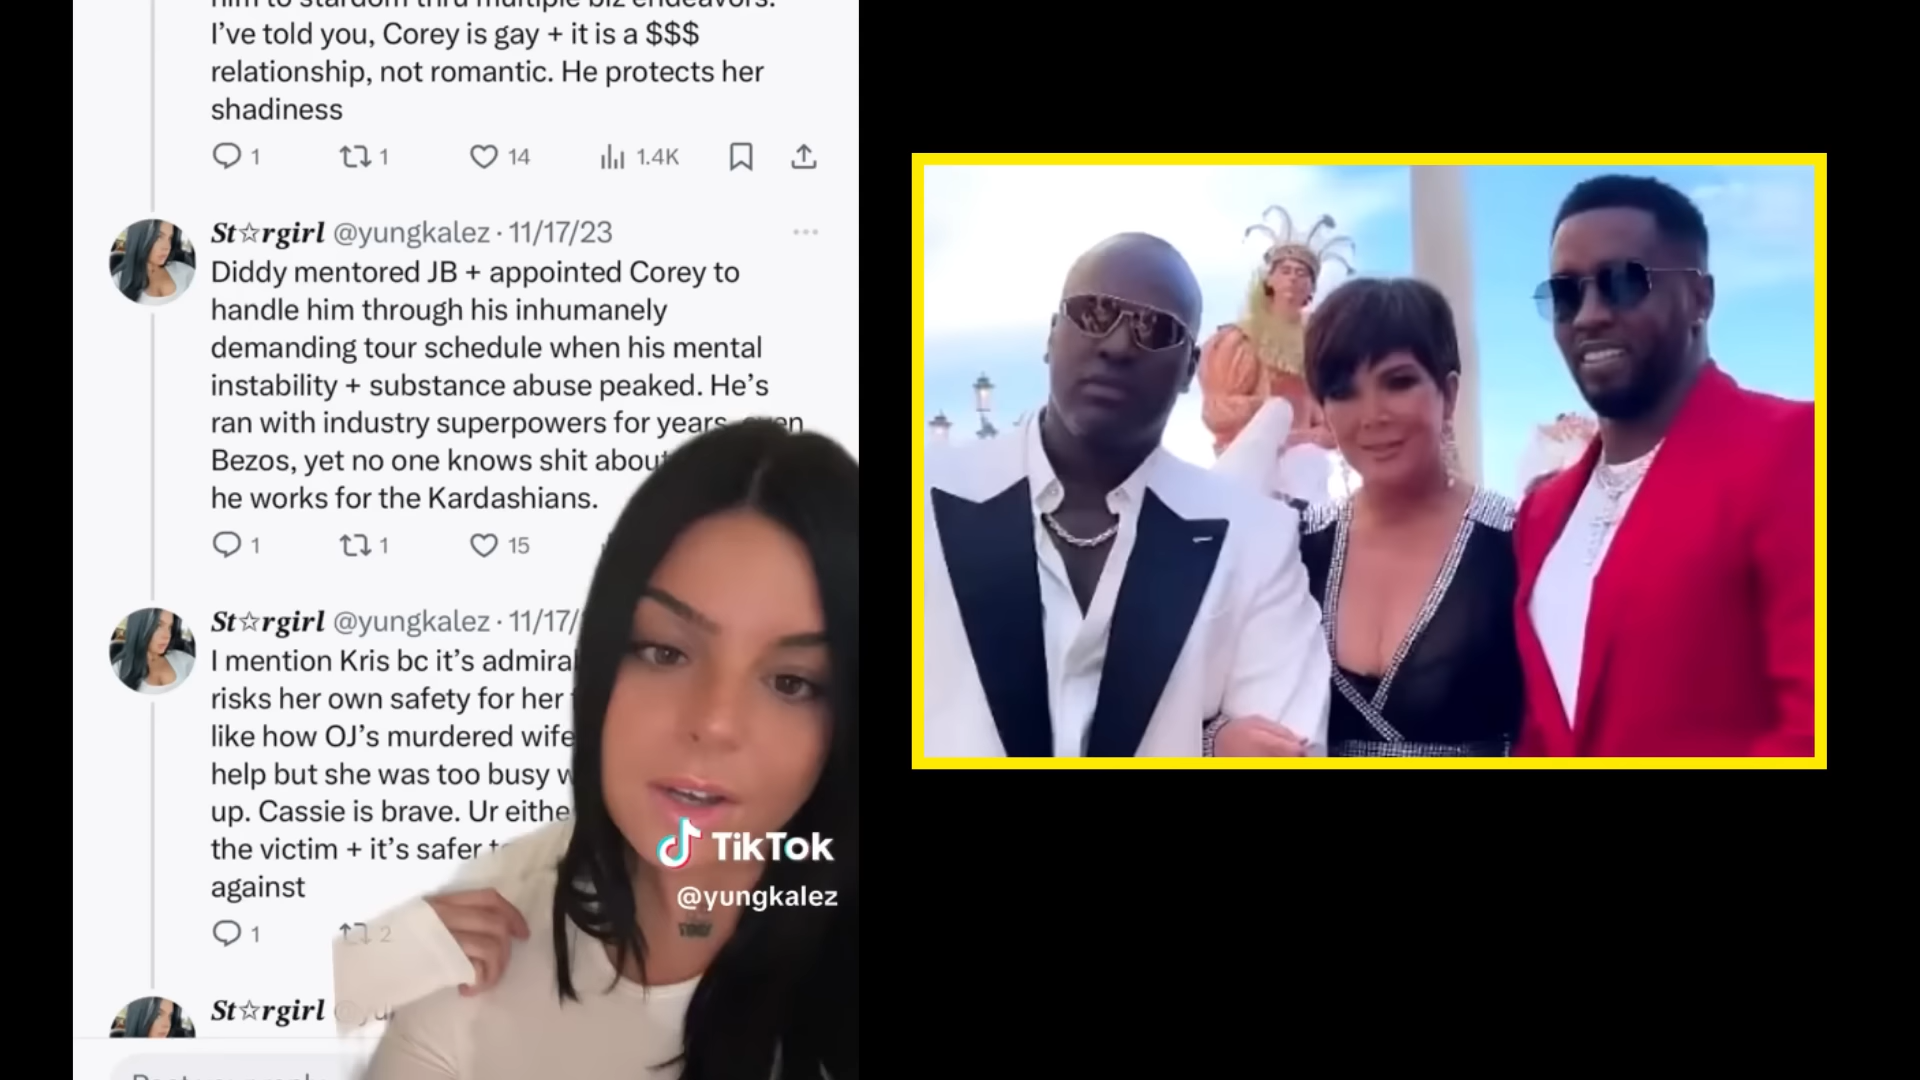 I've told you, Corey is gay + it is a $$$
relationship, not romantic. He protects her
shadiness
1 1 14 1.4K
St☆rgirl @yungkalez · 11/17/23
Diddy mentored JB + appointed Corey to
handle him through his inhumanely
demanding tour schedule when his mental
instability + substance abuse peaked. He's
ran with industry superpowers for years,
Bezos, yet no one knows shit
he works for the Kardashians.
1 1 15
St☆rgirl @yungkalez · 11/17/
I mention Kris bc it's
risks her own safety for her
like how OJ's murdered wife
help but she was too busy
up. Cassie is brave. Ur
the victim + it's safer
against
1 2
St☆rgirl
TikTok
@yungkalez